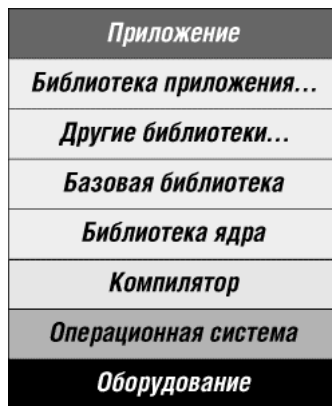 Приложение
Библиотека приложения...
Другие библиотеки...
Базовая библиотека
Библиотека ядра
Компилятор
Операционная система
Оборудование